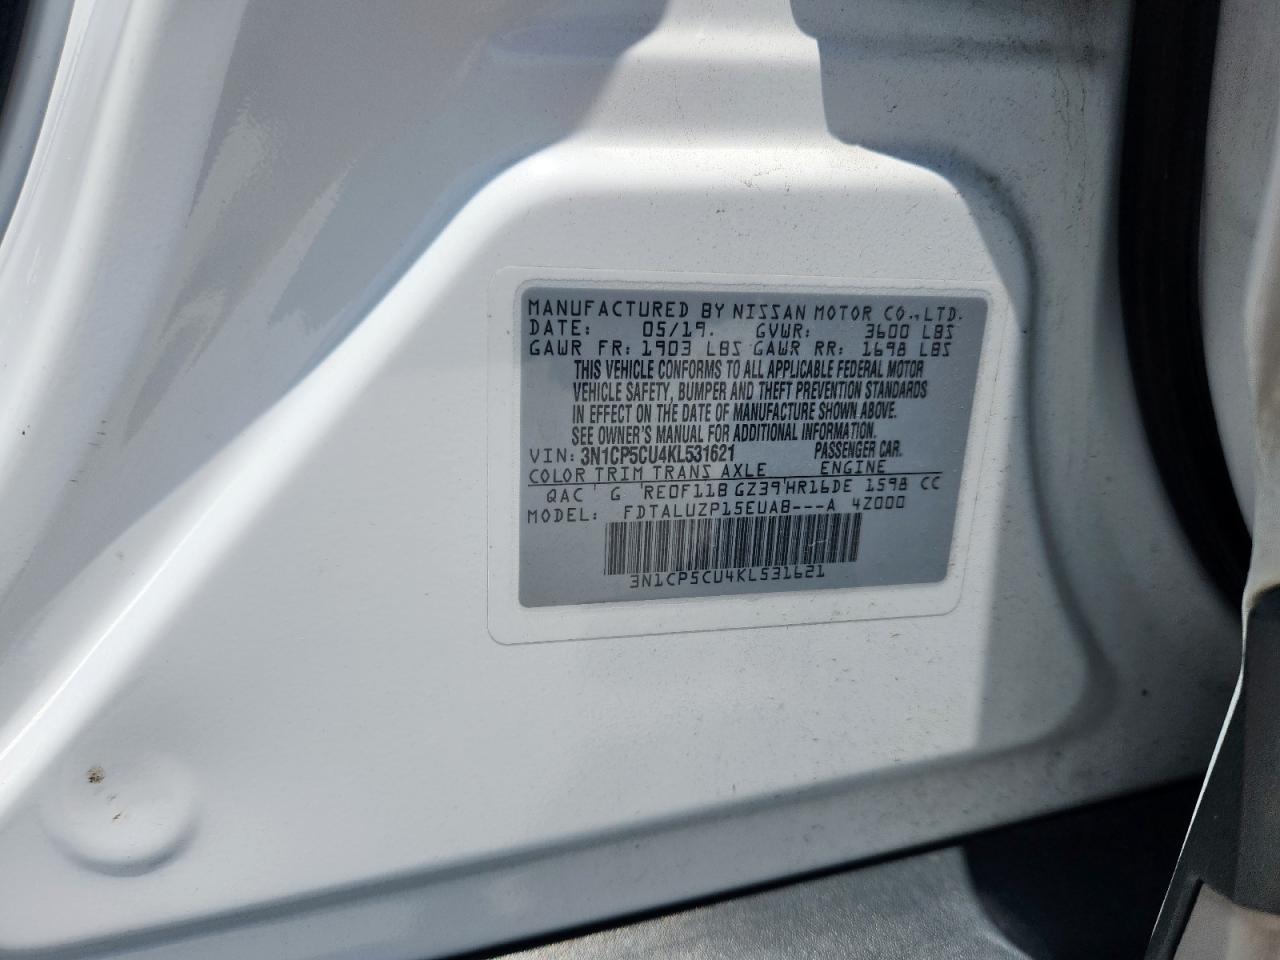 MANUFACTURED BY NISSAN MOTOR CO.,LTD.
DATE: 05/19. GVWR: 3600 LBS
GAWR FR: 1903 LBS GAWR RR: 1698 LBS
THIS VEHICLE CONFORMS TO ALL APPLICABLE FEDERAL MOTOR
VEHICLE SAFETY, BUMPER AND THEFT PREVENTION STANDARDS
IN EFFECT ON THE DATE OF MANUFACTURE SHOWN ABOVE.
SEE OWNER'S MANUAL FOR ADDITIONAL INFORMATION.
VIN: 3N1CP5CU4KL531621 PASSENGER CAR.
COLOR TRIM TRANS AXLE ENGINE
QAC G RE0F11B GZ39 HR16DE 1598 CC
MODEL: FDTALUZP15EUAB---A 4Z000
3N1CP5CU4KL531621